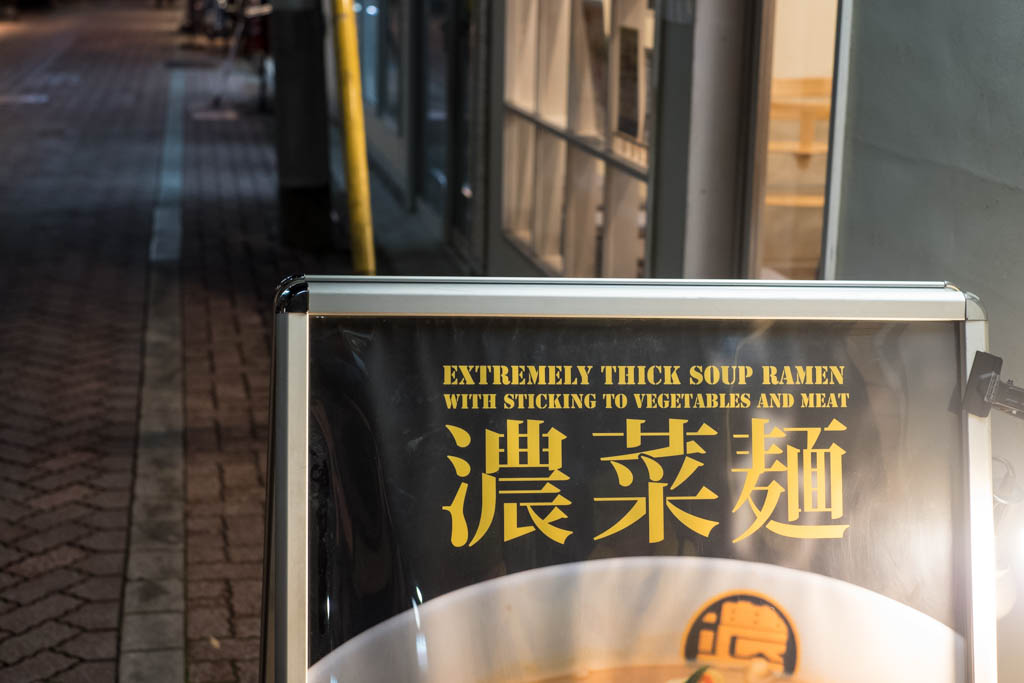 EXTREMELY THICK SOUP RAMEN
WITH STICKING TO VEGETABLES AND MEAT
濃菜麺
濃